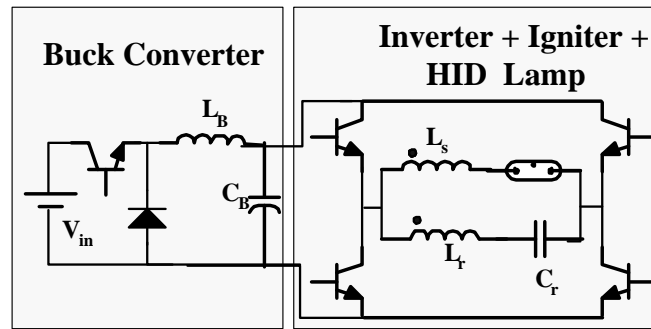 Buck Converter
Inverter + Igniter +
HID Lamp
L_B
L_s
C_B
V_in
L_r
C_r